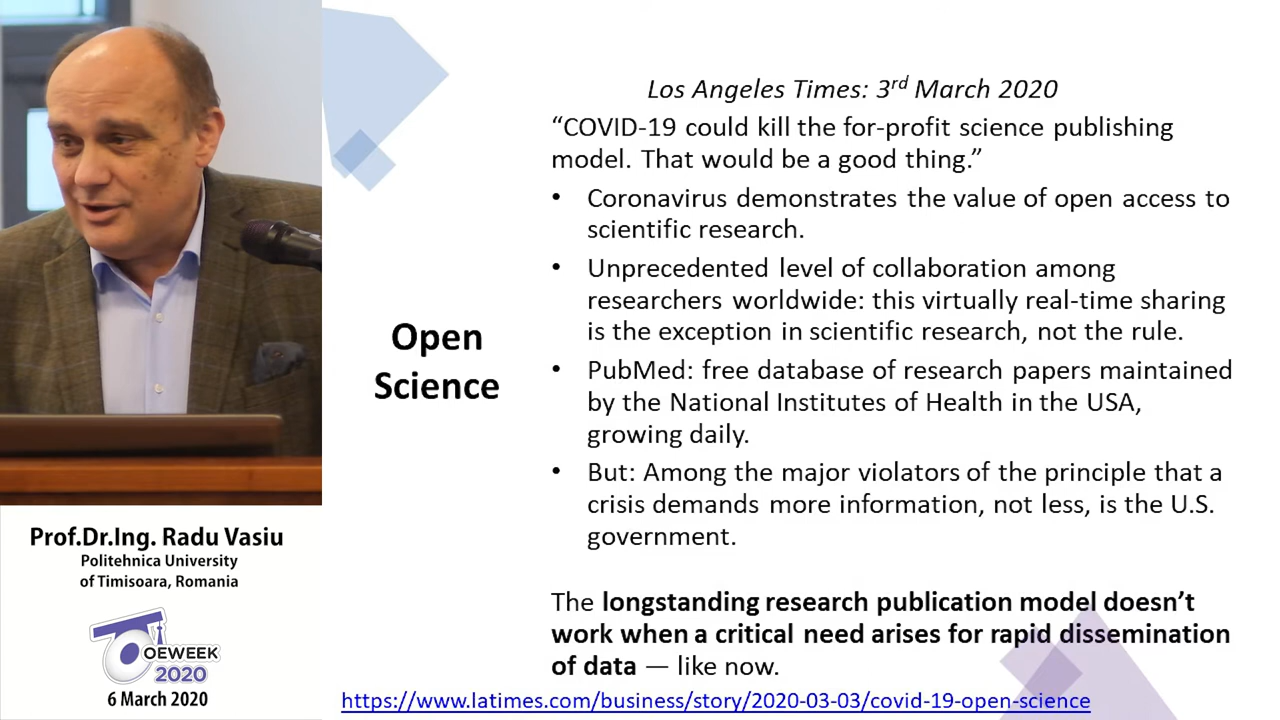 Los Angeles Times: 3rd March 2020
“COVID-19 could kill the for-profit science publishing
model. That would be a good thing.”
• Coronavirus demonstrates the value of open access to
scientific research.
• Unprecedented level of collaboration among
researchers worldwide: this virtually real-time sharing
is the exception in scientific research, not the rule.
• PubMed: free database of research papers maintained
by the National Institutes of Health in the USA,
growing daily.
• But: Among the major violators of the principle that a
crisis demands more information, not less, is the U.S.
government.
The longstanding research publication model doesn’t
work when a critical need arises for rapid dissemination
of data — like now.
https://www.latimes.com/business/story/2020-03-03/covid-19-open-science
Open
Science
Prof.Dr.Ing. Radu Vasiu
Politehnica University
of Timisoara, Romania
OEWEEK
2020
6 March 2020